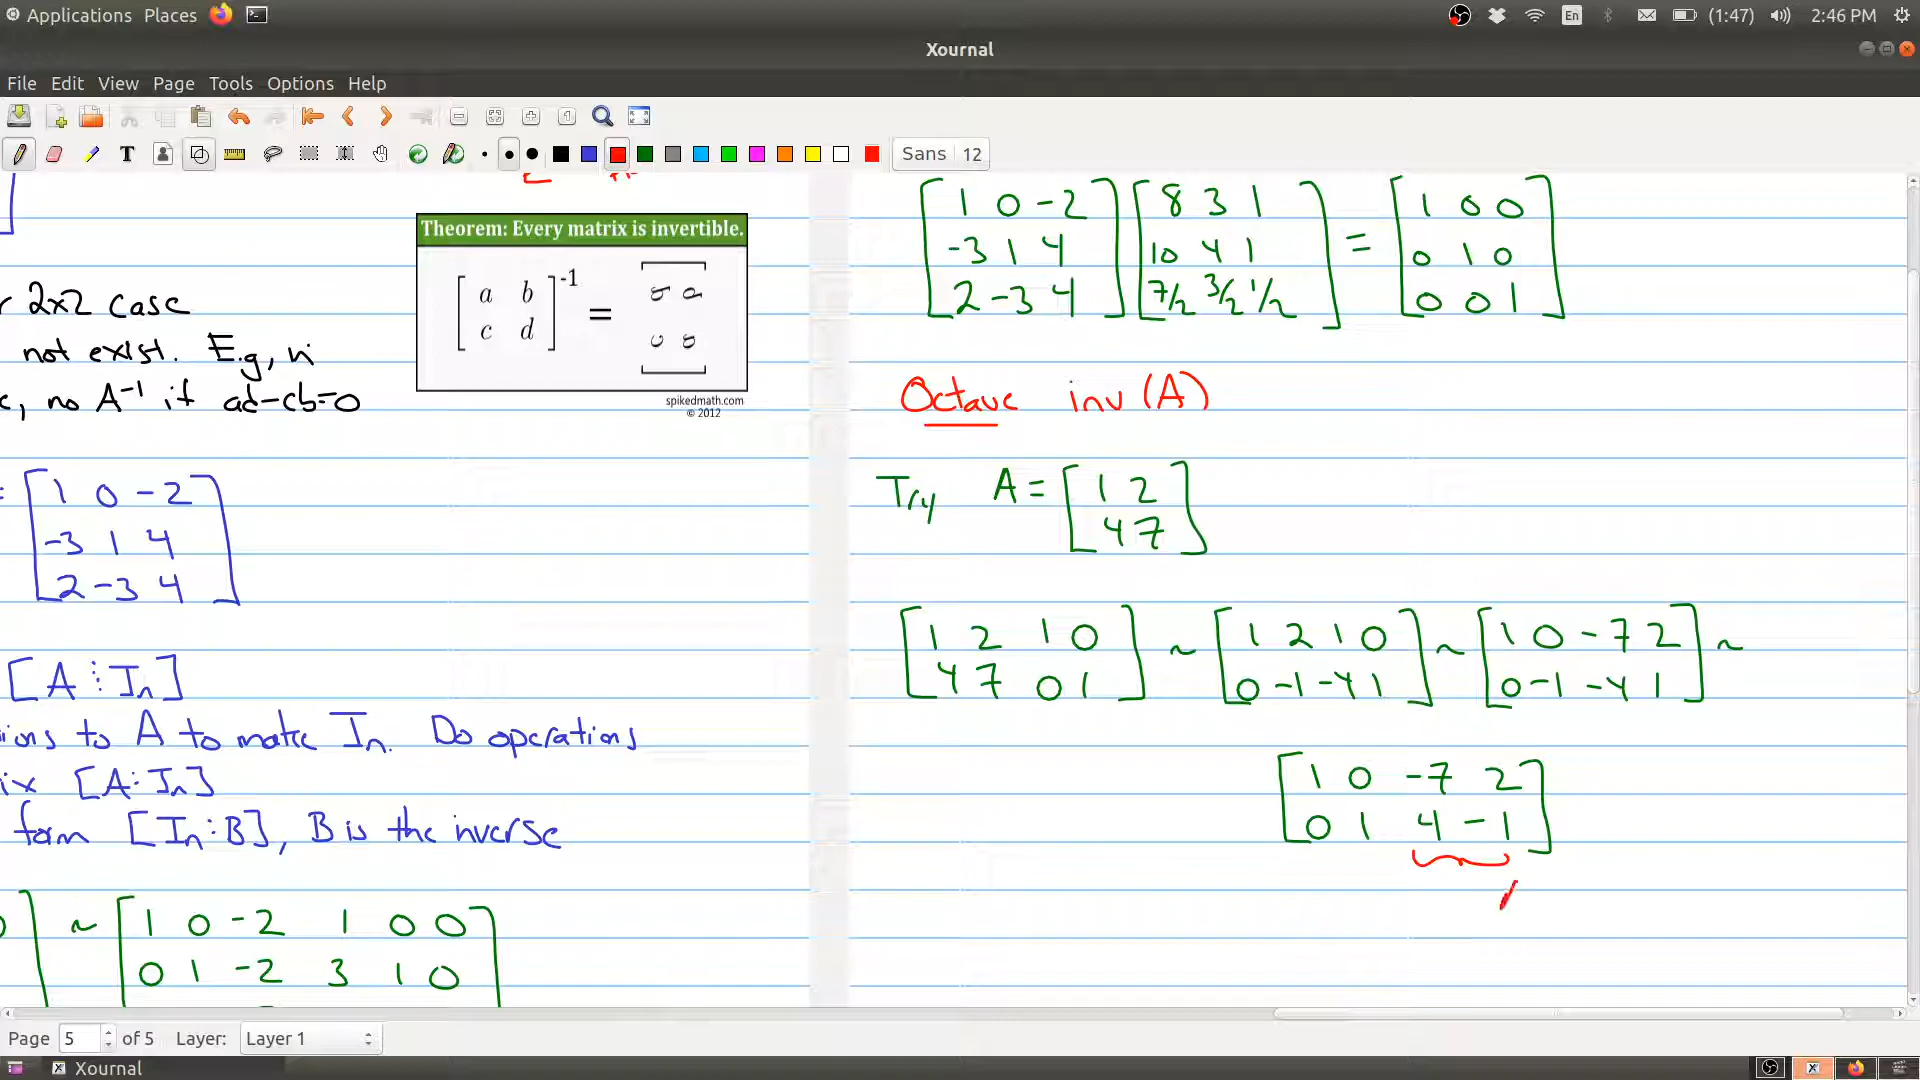 Applications Places En (1:47) 2:46 PM
Xournal
File Edit View Page Tools Options Help
T Sans 12
Theorem: Every matrix is invertible.
[a b
c d]
-1
=
a b
c d
spikedmath.com
© 2012
2x2 case
not exist. E.g, in
no A⁻¹ if ad-cb=0
= [1 0 -2
-3 1 4
2 -3 4]
[A ⋮ In]
ions to A to make In. Do operations
ix [A:In]
form [In:B], B is the inverse
~ [1 0 -2 1 0 0
0 1 -2 3 1 0
[1 0 -2] [8 3 1] [1 0 0]
[-3 1 4] [10 4 1] = [0 1 0]
[2 -3 4] [7/2 3/2 1/2] [0 0 1]
Octave inv (A)
Try A = [1 2
4 7]
[1 2 1 0] ~ [1 2 1 0] ~ [1 0 -7 2] ~
[4 7 0 1] [0 -1 -4 1] [0 -1 -4 1]
[1 0 -7 2
0 1 4 -1]
Page 5 of 5 Layer: Layer 1
Xournal